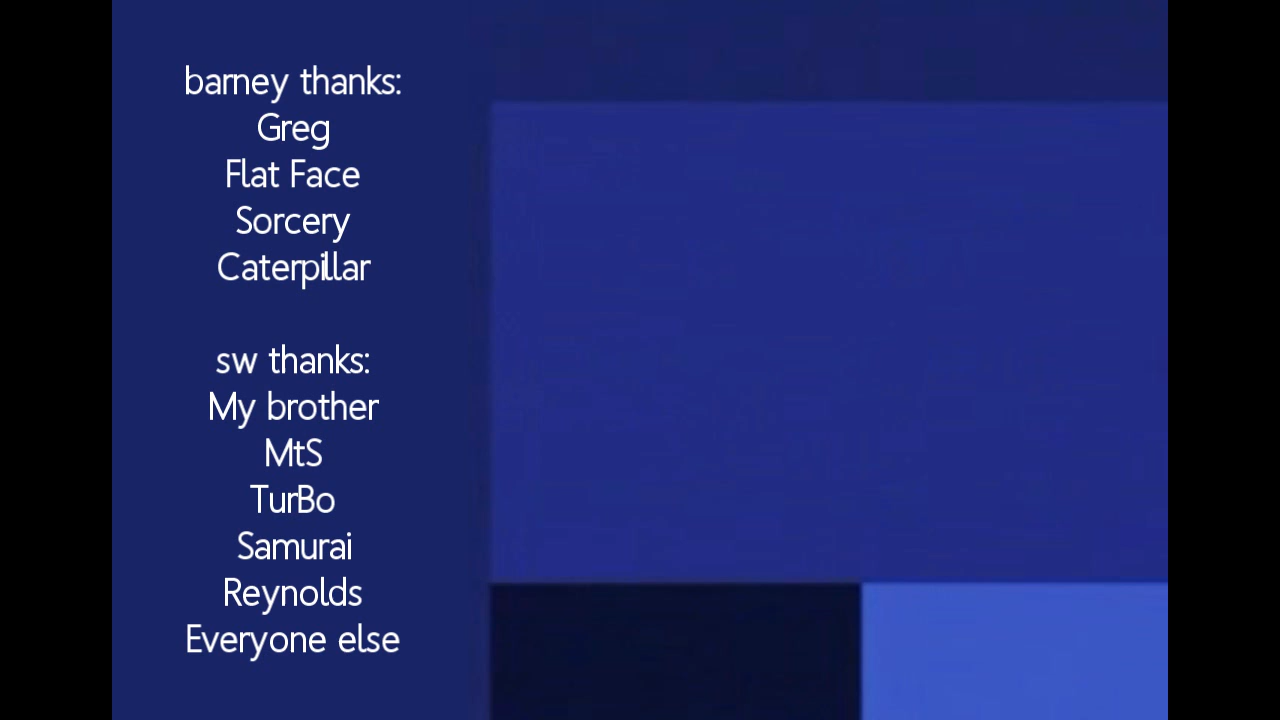 barney thanks:
Greg
Flat Face
Sorcery
Caterpillar
sw thanks:
My brother
MtS
TurBo
Samurai
Reynolds
Everyone else